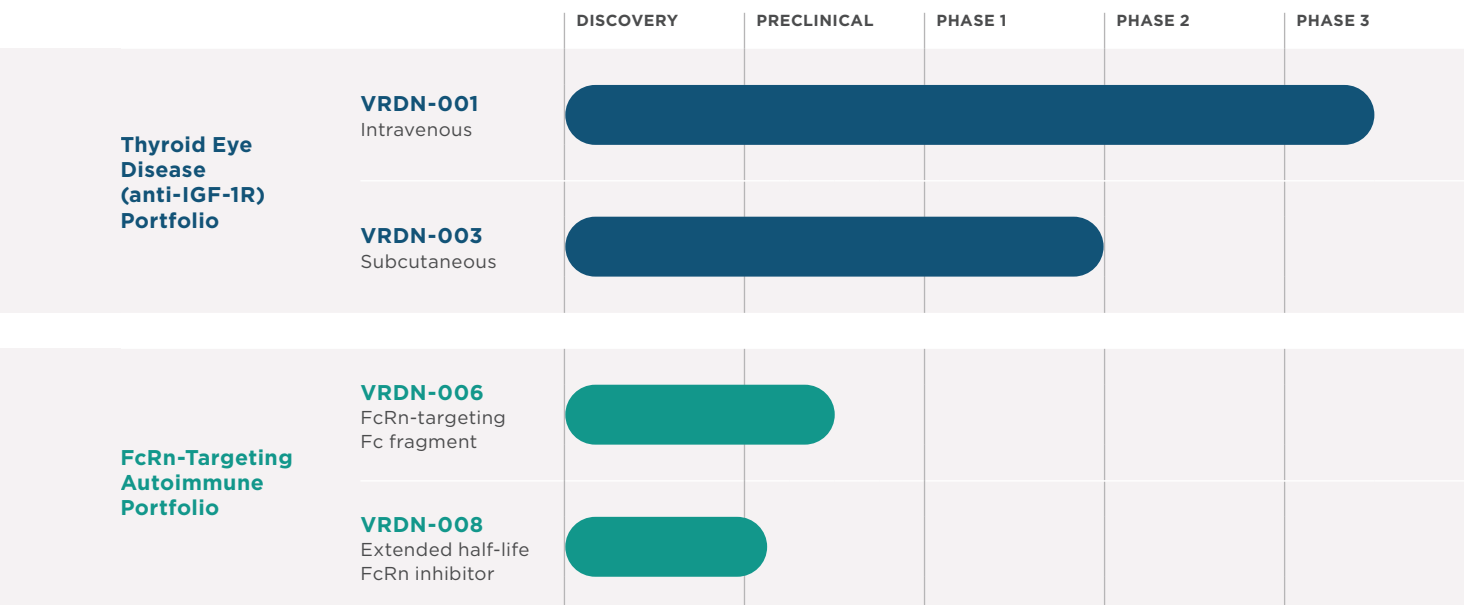 DISCOVERY
PRECLINICAL
PHASE 1
PHASE 2
PHASE 3
Thyroid Eye
Disease
(anti-IGF-1R)
Portfolio
VRDN-001
Intravenous
VRDN-003
Subcutaneous
FcRn-Targeting
Autoimmune
Portfolio
VRDN-006
FcRn-targeting
Fc fragment
VRDN-008
Extended half-life
FcRn inhibitor